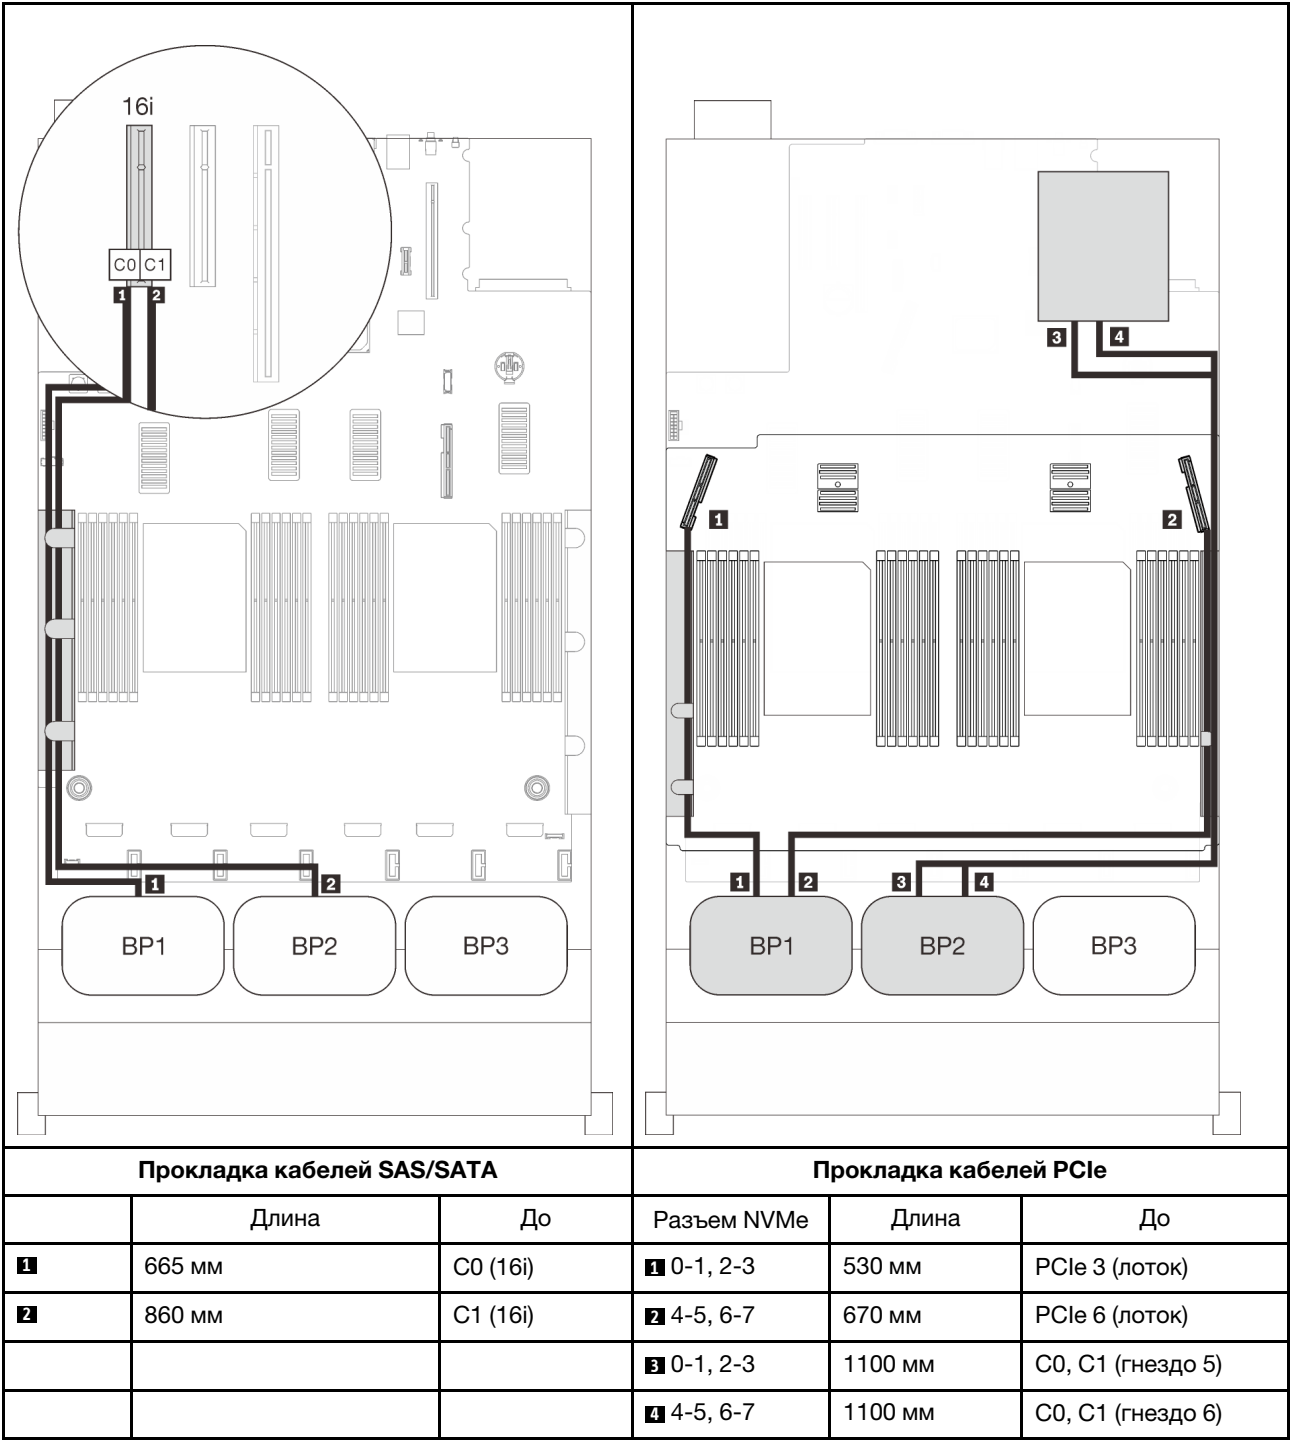 16i
C0 C1
1 2
1 2
BP1 BP2 BP3
3 4
1 2
1 2 3 4
BP1 BP2 BP3
Прокладка кабелей SAS/SATA
Длина До
1 665 мм C0 (16i)
2 860 мм C1 (16i)
Прокладка кабелей PCIe
Разъем NVMe Длина До
1 0-1, 2-3 530 мм PCIe 3 (лоток)
2 4-5, 6-7 670 мм PCIe 6 (лоток)
3 0-1, 2-3 1100 мм C0, C1 (гнездо 5)
4 4-5, 6-7 1100 мм C0, C1 (гнездо 6)